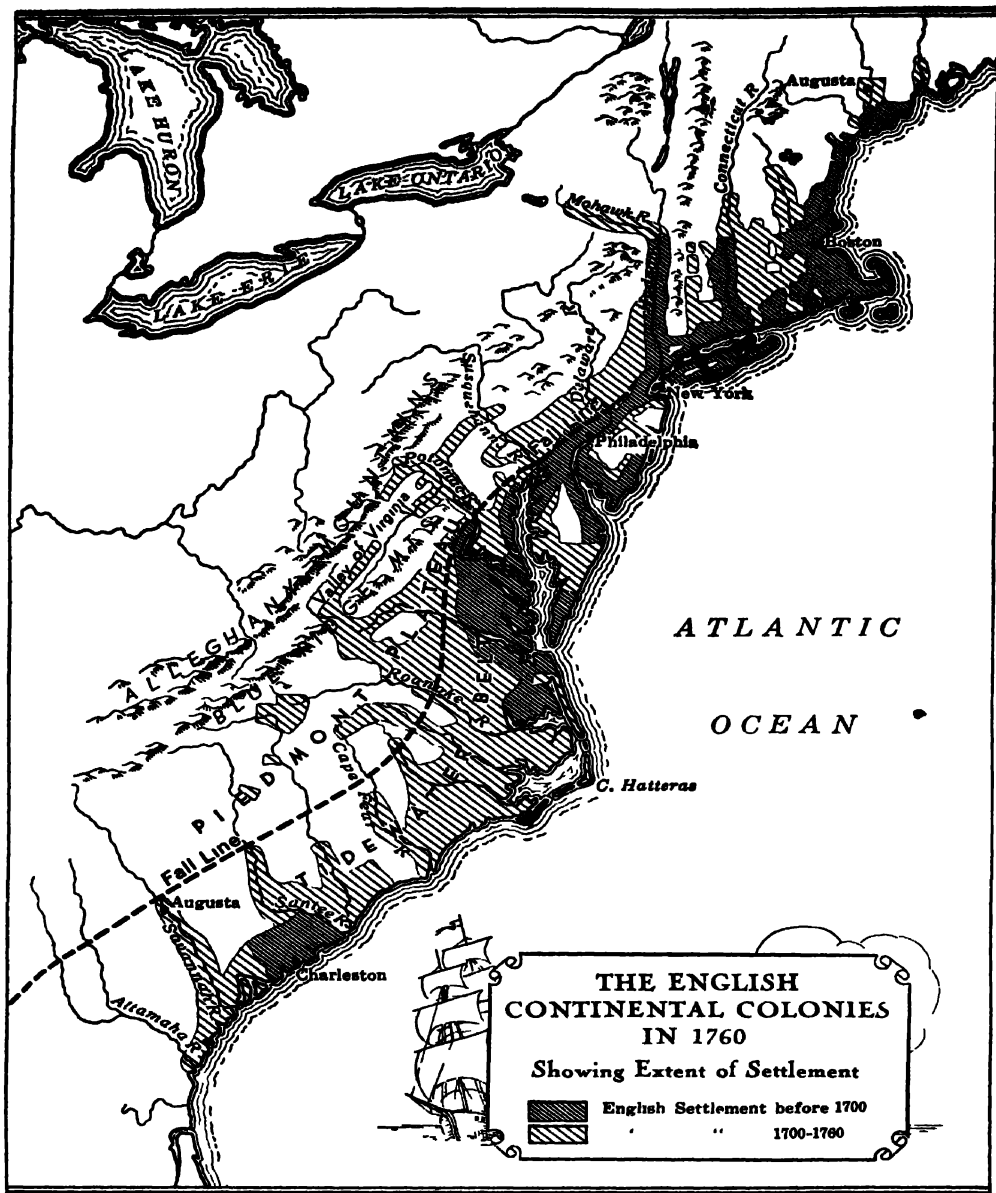 LAKE HURON
LAKE ONTARIO
LAKE ERIE
Augusta
Connecticut R
Mohawk R.
Boston
Delaware
New York
Philadelphia
Potomac
Valley of Virginia
ALLEGHANY
BLUE
PIEDMONT
Roanoke R
Cape Fear R
BELT
TIDE
Fall Line
Augusta
Santee R
Savannah R
Charleston
Altamaha R
C. Hatteras
ATLANTIC
OCEAN
THE ENGLISH
CONTINENTAL COLONIES
IN 1760
Showing Extent of Settlement
English Settlement before 1700
' " 1700-1760